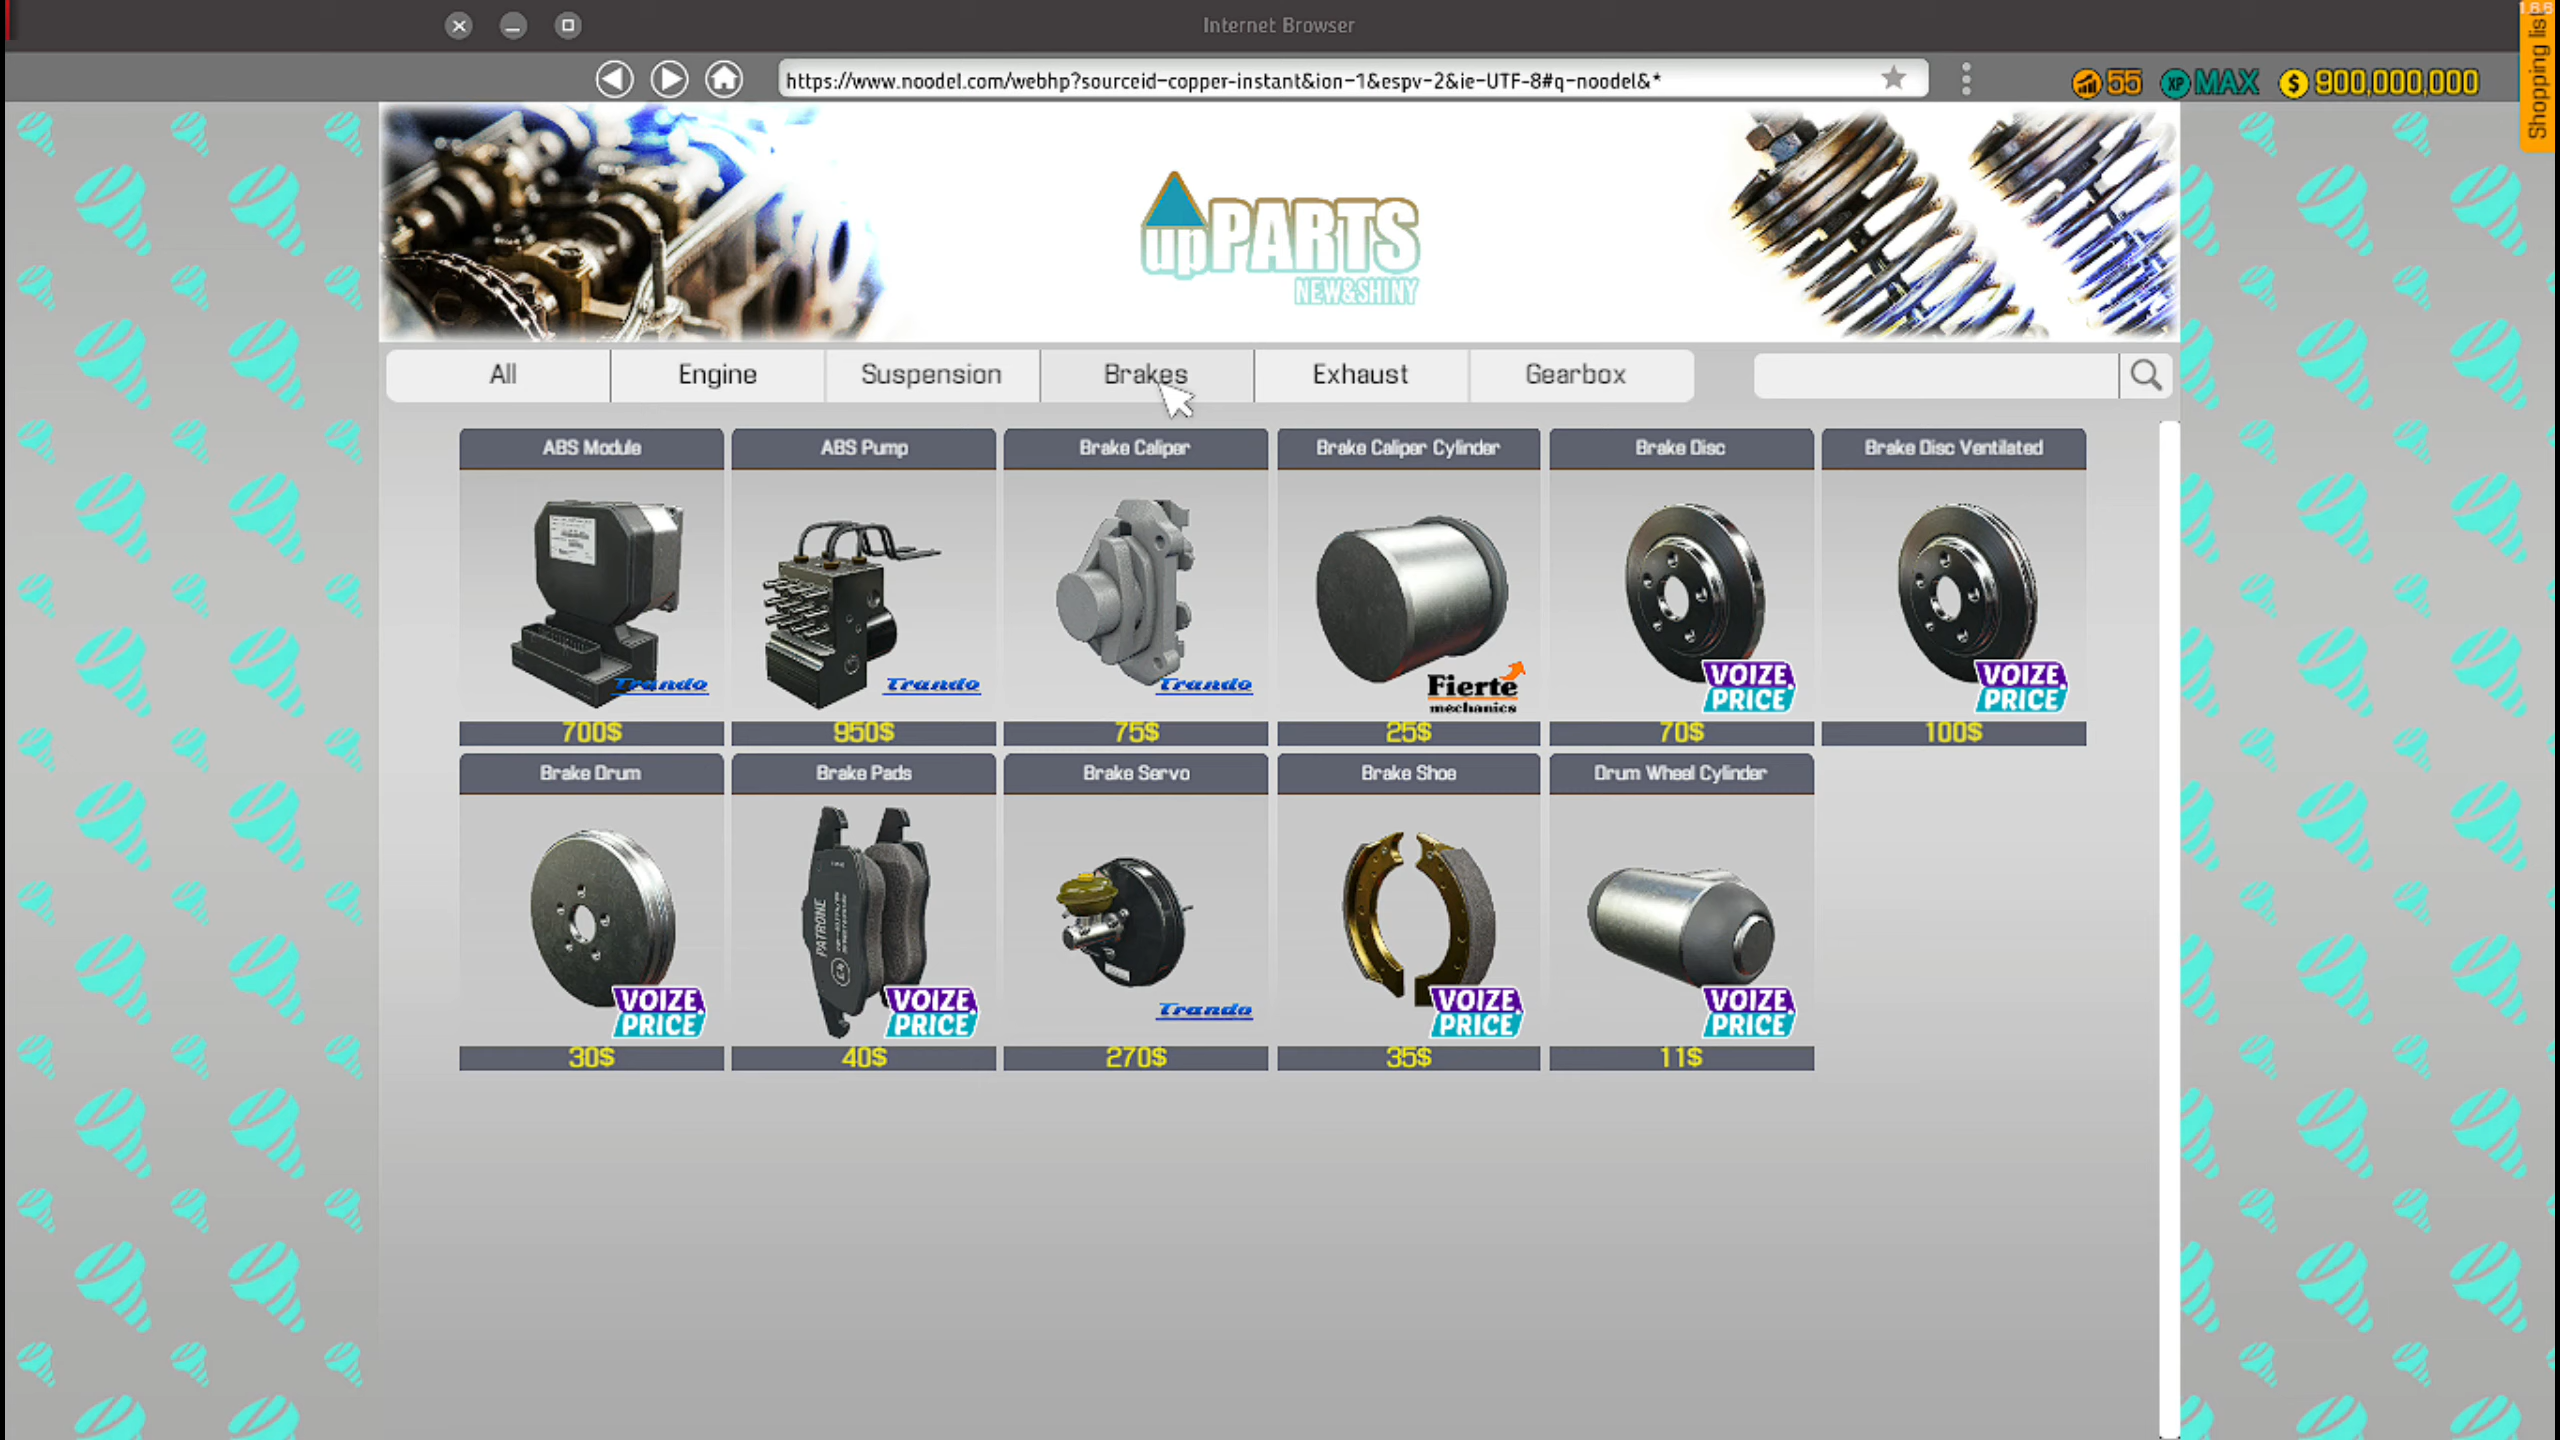 Internet Browser
188
Shopping list
https://www.noodel.com/webhp?sourceid-copper-instant&ion-1&espv-2&ie-UTF-8#q-noodel&*
55
XP MAX
$ 900,000,000
upPARTS
NEW&SHINY
All
Engine
Suspension
Brakes
Exhaust
Gearbox
ABS Module
ABS Pump
Brake Caliper
Brake Caliper Cylinder
Brake Disc
Brake Disc Ventilated
Trando
Trando
Trando
Fierte
mechanics
VOIZE
PRICE
VOIZE
PRICE
700$
950$
75$
25$
70$
100$
Brake Drum
Brake Pads
Brake Servo
Brake Shoe
Drum Wheel Cylinder
PATRONE
VOIZE
PRICE
VOIZE
PRICE
Trando
VOIZE
PRICE
VOIZE
PRICE
30$
40$
270$
35$
11$